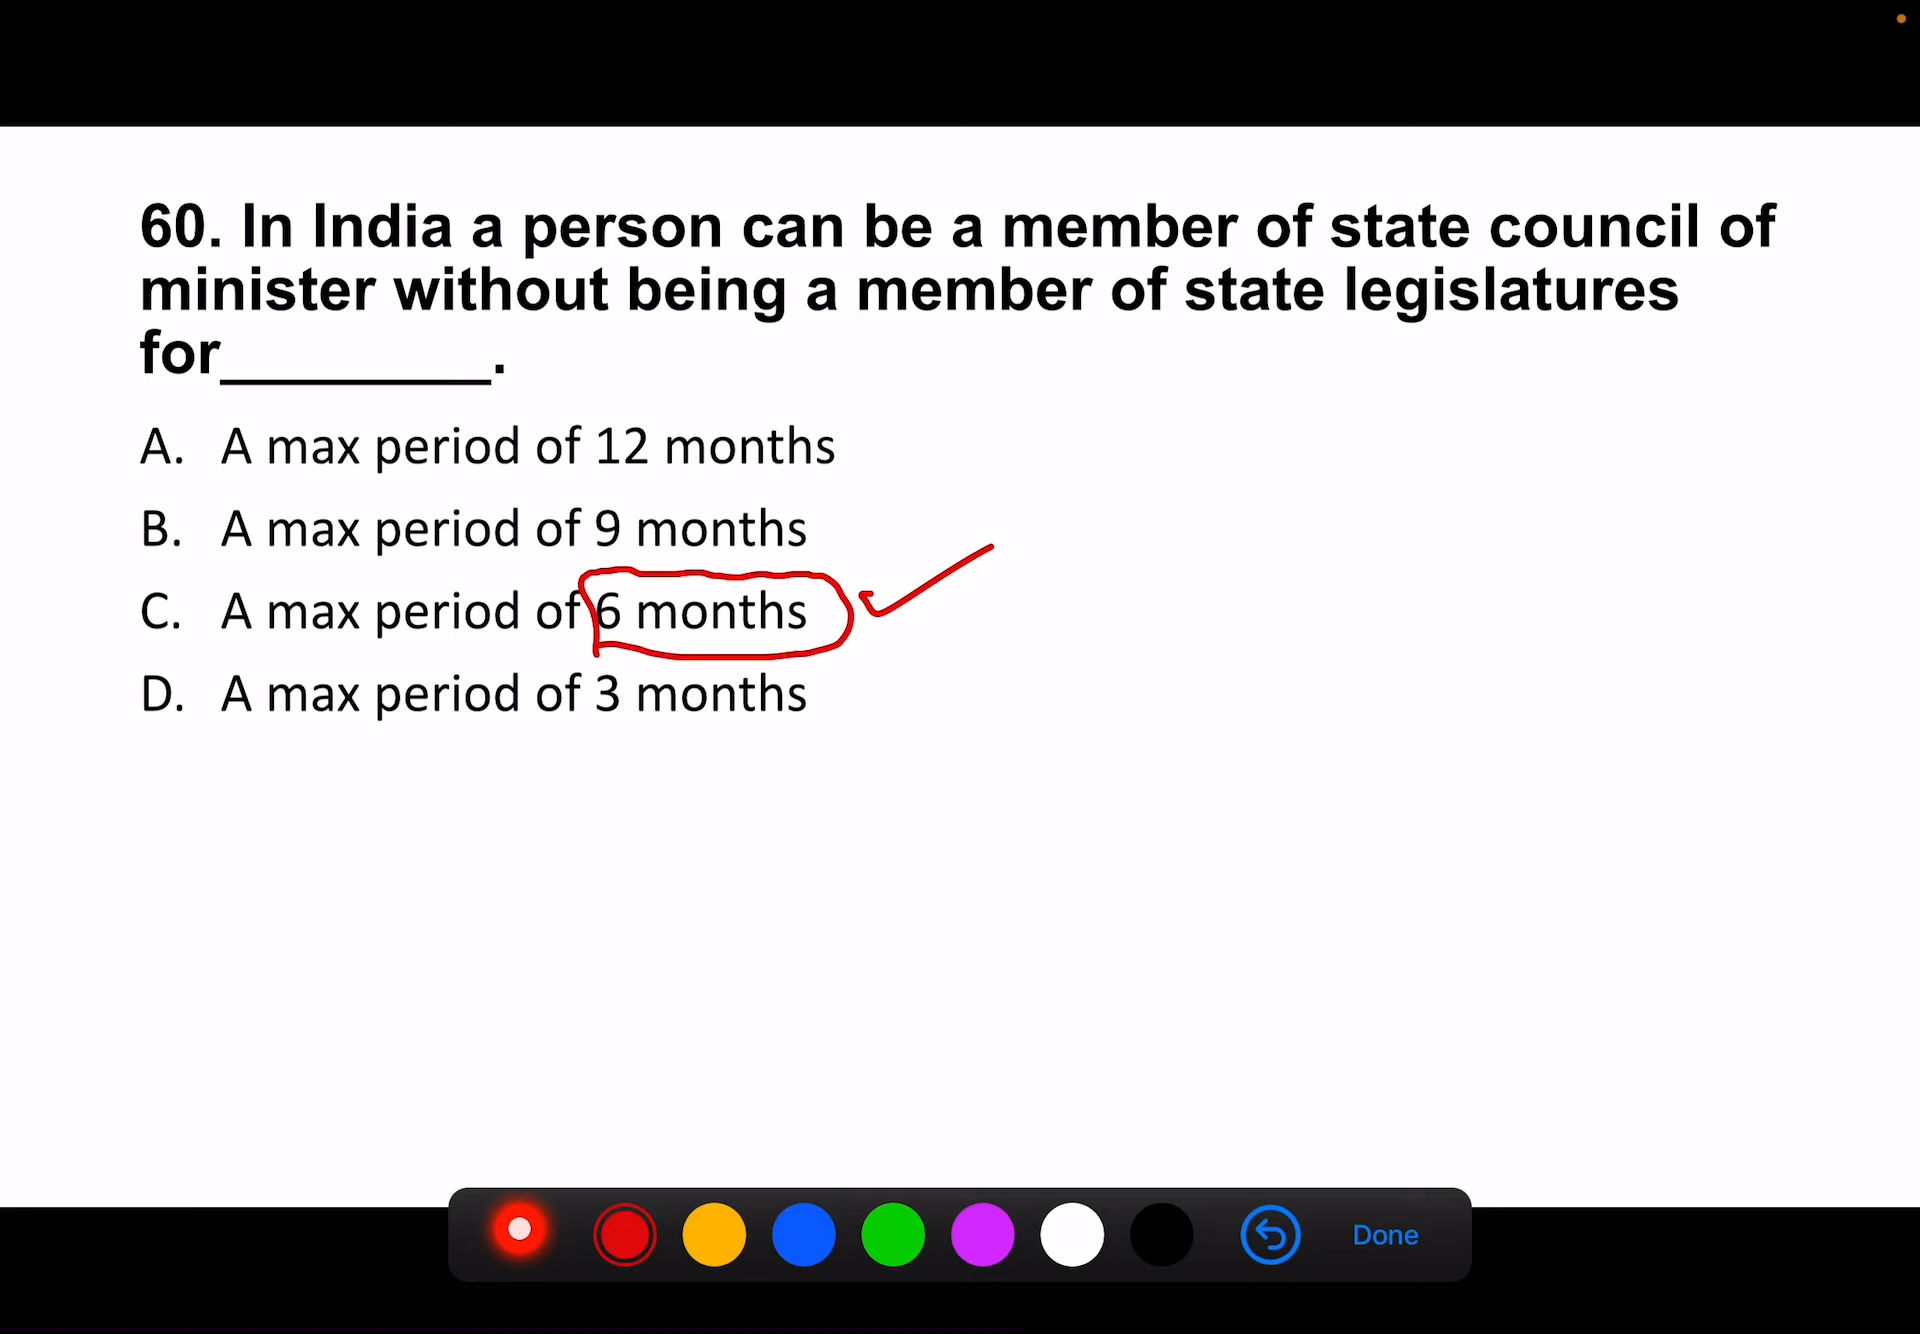 60. In India a person can be a member of state council of
minister without being a member of state legislatures
for_________.
A. A max period of 12 months
B. A max period of 9 months
C. A max period of 6 months
D. A max period of 3 months
Done